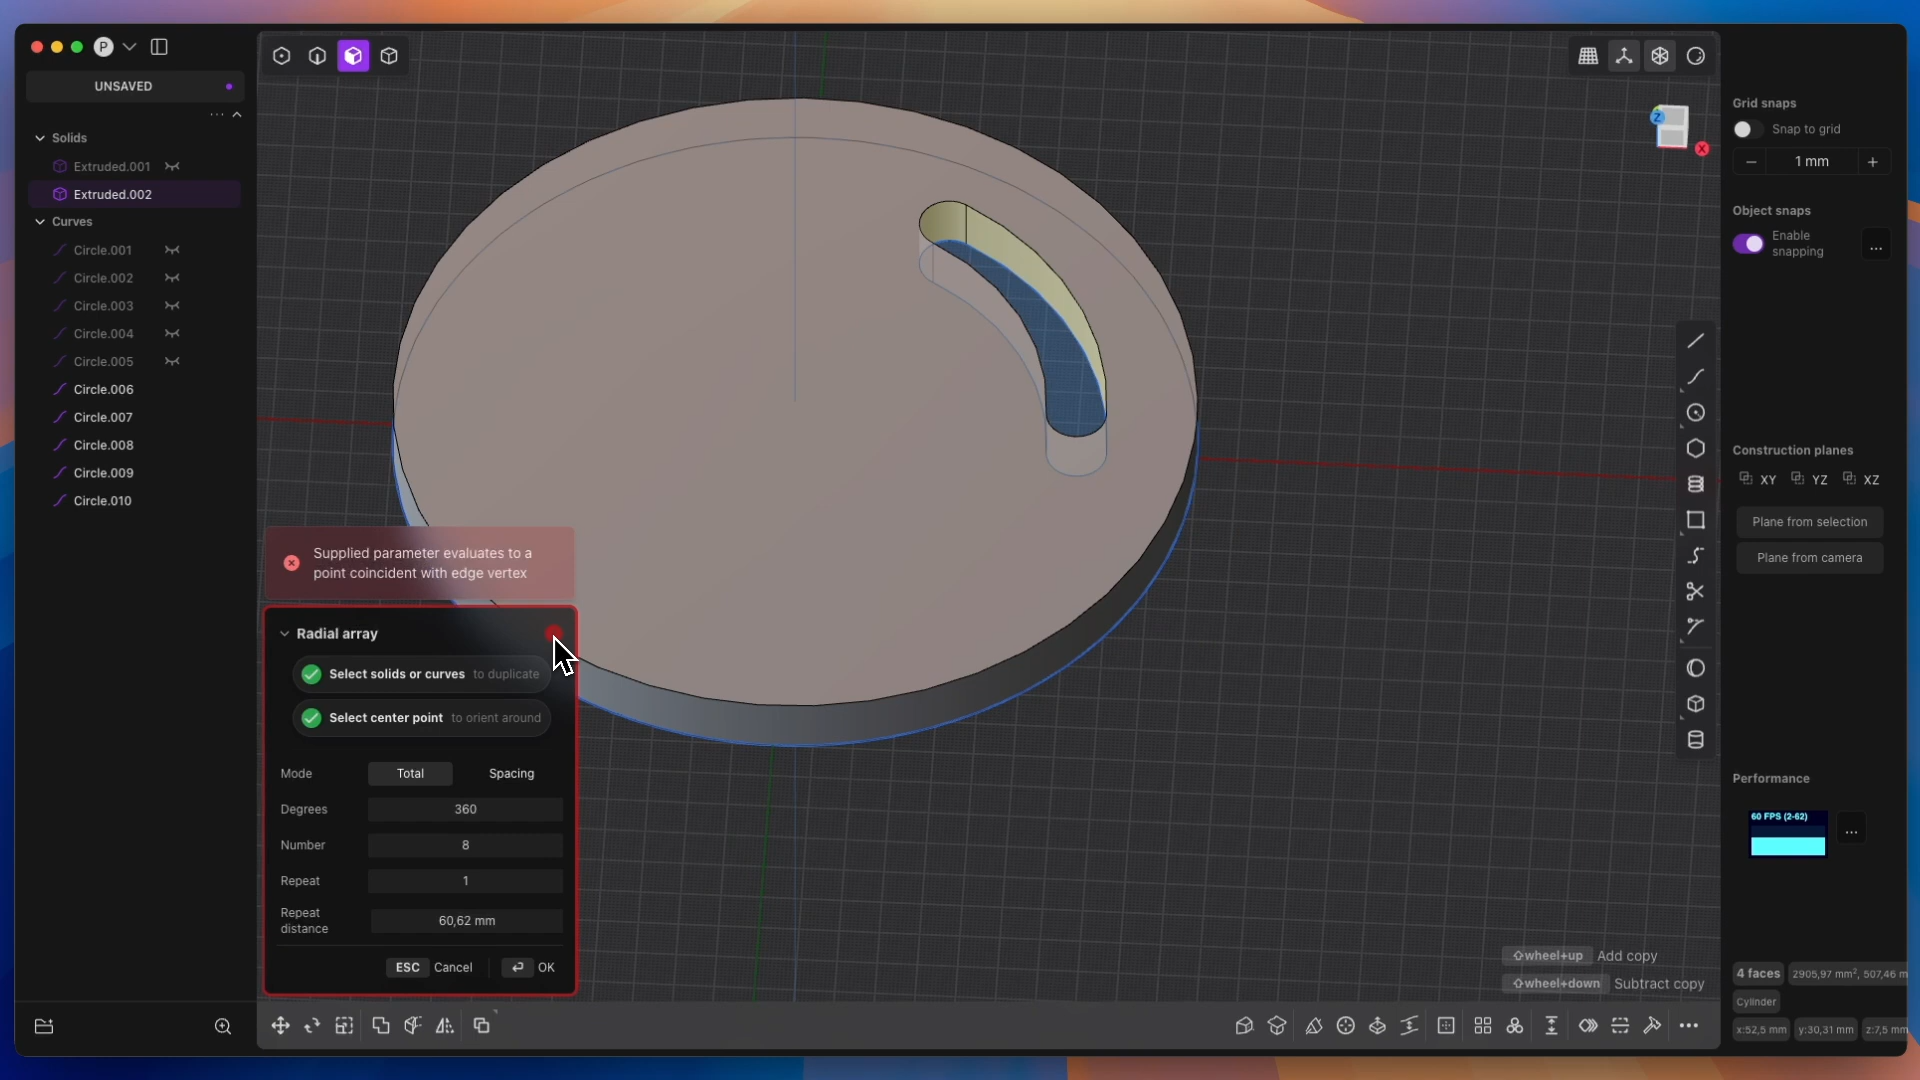 P
UNSAVED
Solids
Extruded.001
Extruded.002
Curves
Circle.001
Circle.002
Circle.003
Circle.004
Circle.005
Circle.006
Circle.007
Circle.008
Circle.009
Circle.010
Supplied parameter evaluates to a
point coincident with edge vertex
Radial array
Select solids or curves to duplicate
Select center point to orient around
Mode Total Spacing
Degrees 360
Number 8
Repeat 1
Repeat
distance 60,62 mm
ESC Cancel OK
Z
X
wheel+up Add copy
wheel+down Subtract copy
Grid snaps
Snap to grid
− 1 mm +
Object snaps
Enable
snapping ...
Construction planes
XY YZ XZ
Plane from selection
Plane from camera
Performance
60 FPS (2-62)
...
4 faces 2905,97 mm², 507,46 m
Cylinder
x:52,5 mm y:30,31 mm z:7,5 mm